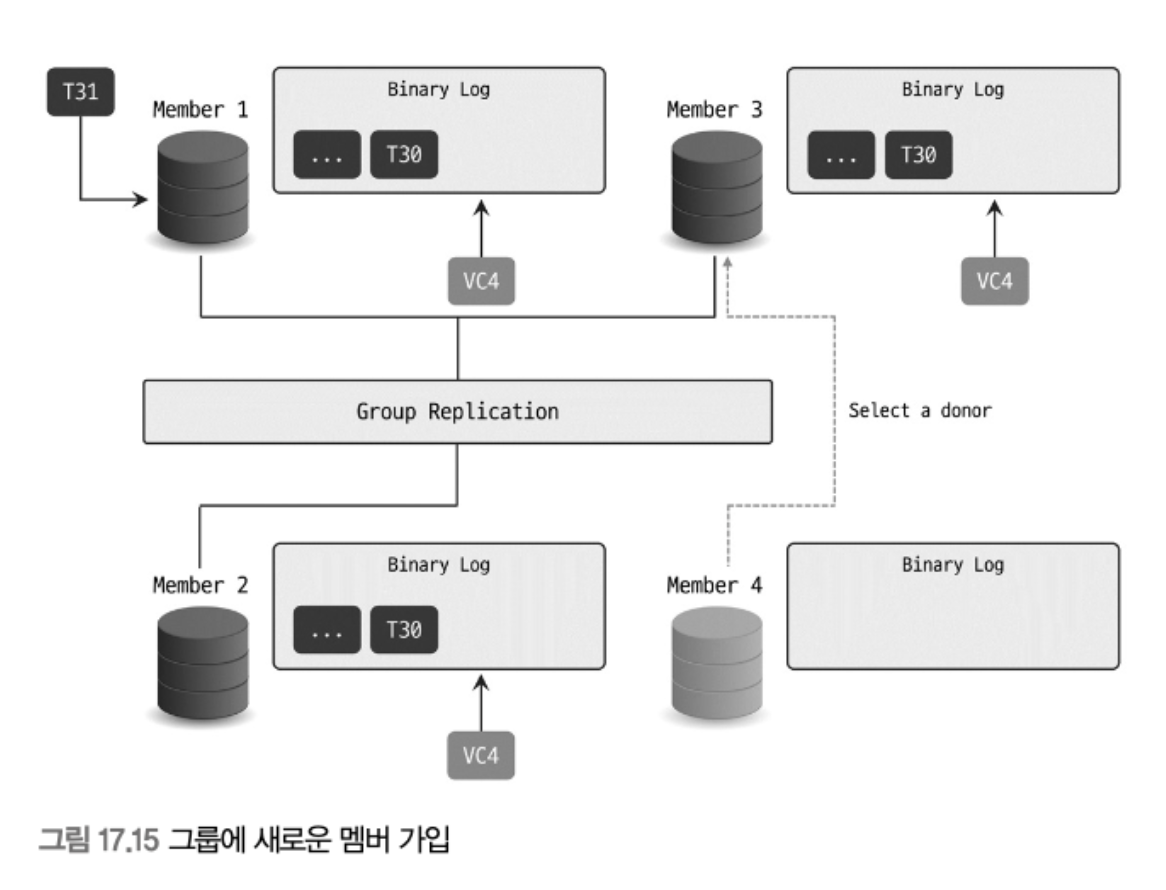 T31
Member 1
Binary Log
... T30
VC4
Member 3
Binary Log
... T30
VC4
Group Replication
Select a donor
Member 2
Binary Log
... T30
VC4
Member 4
Binary Log
그림 17.15 그룹에 새로운 멤버 가입